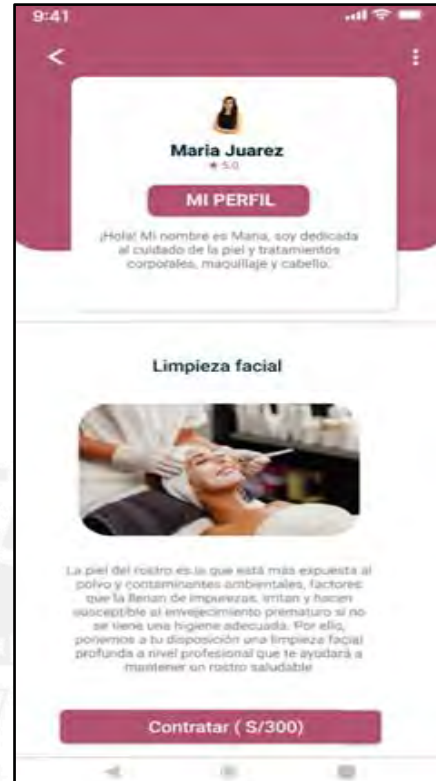 9:41
Maria Juarez
★ 5.0
MI PERFIL
¡Hola! Mi nombre es Maria, soy dedicada
al cuidado de la piel y tratamientos
corporales, maquillaje y cabello.
Limpieza facial
La piel del rostro es la que está más expuesta al
polvo y contaminantes ambientales, factores
que la llenan de impurezas, irritan y hacen
susceptible al envejecimiento prematuro si no
se tiene una higiene adecuada. Por ello,
ponemos a tu disposición una limpieza facial
profunda a nivel profesional que te ayudará a
mantener un rostro saludable
Contratar ( S/300)